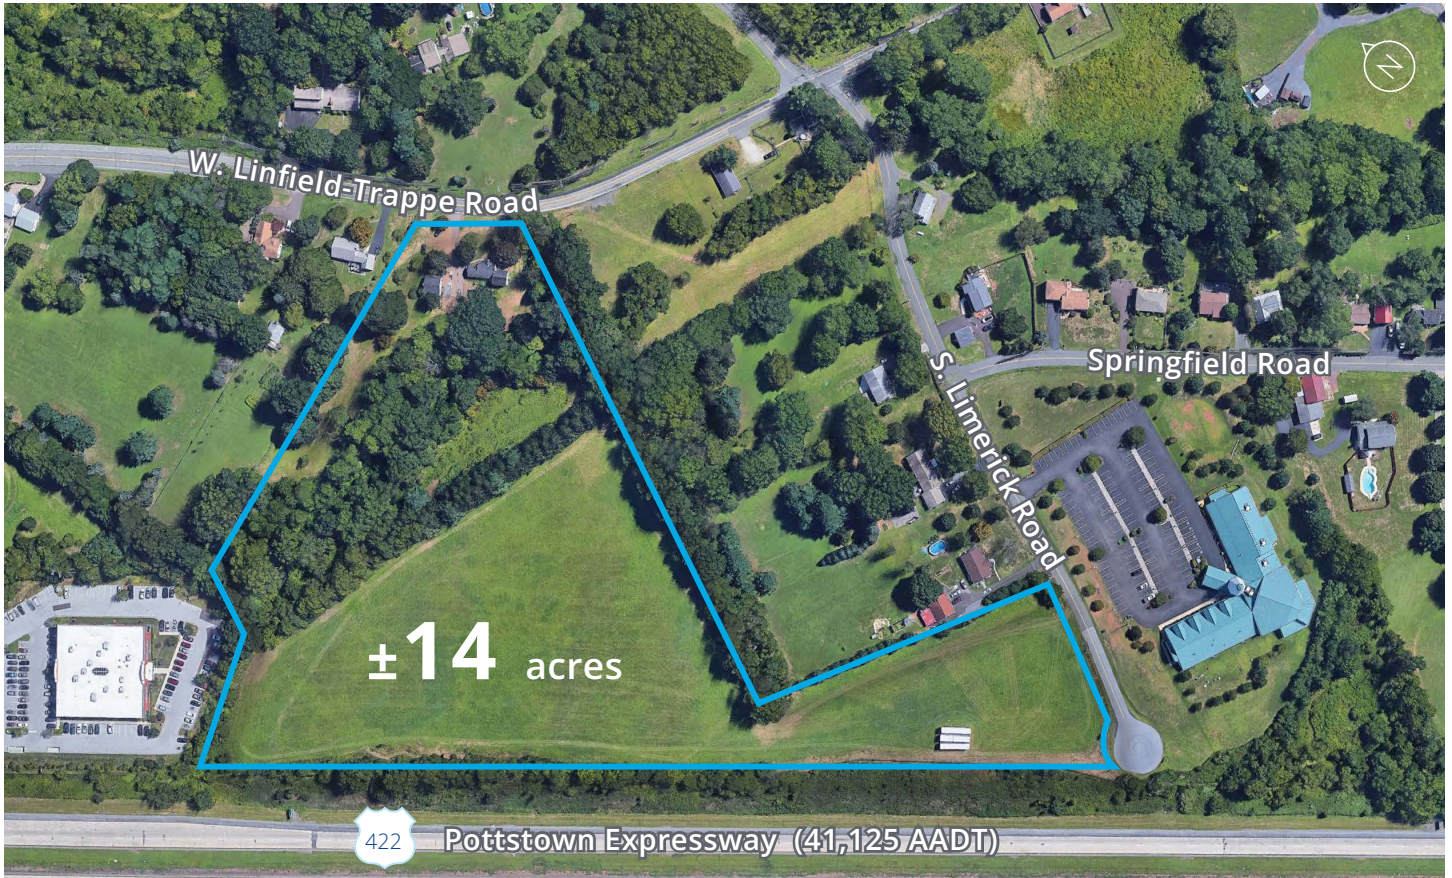 W. Linfield-Trappe Road
S. Limerick Road
Springfield Road
±14 acres
422
Pottstown Expressway (41,125 AADT)